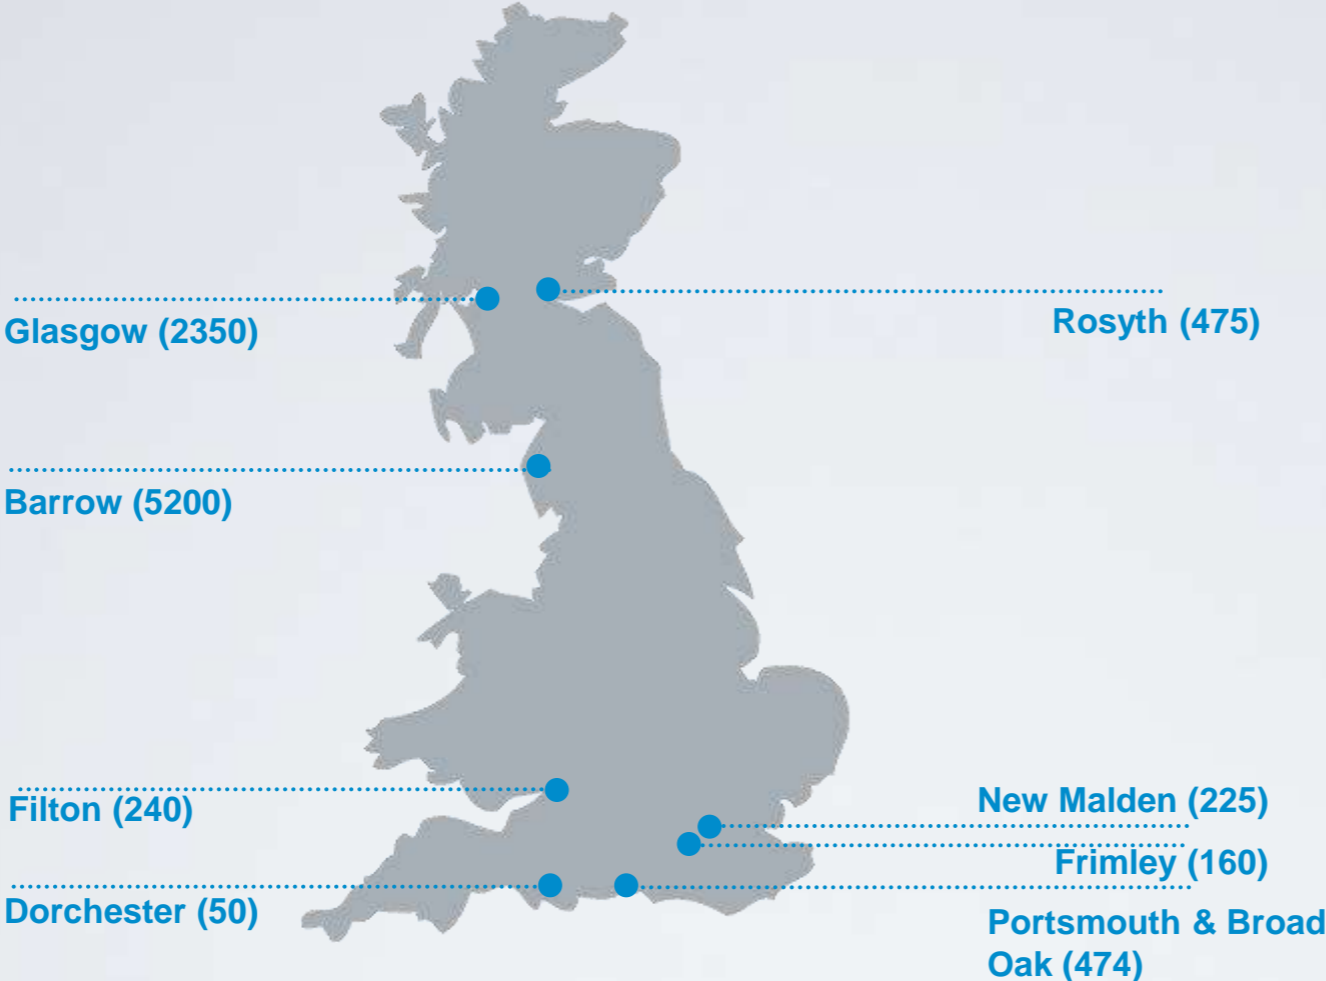 Glasgow (2350)
Rosyth (475)
Barrow (5200)
New Malden (225)
Filton (240)
Frimley (160)
Dorchester (50)
Portsmouth & Broad
Oak (474)